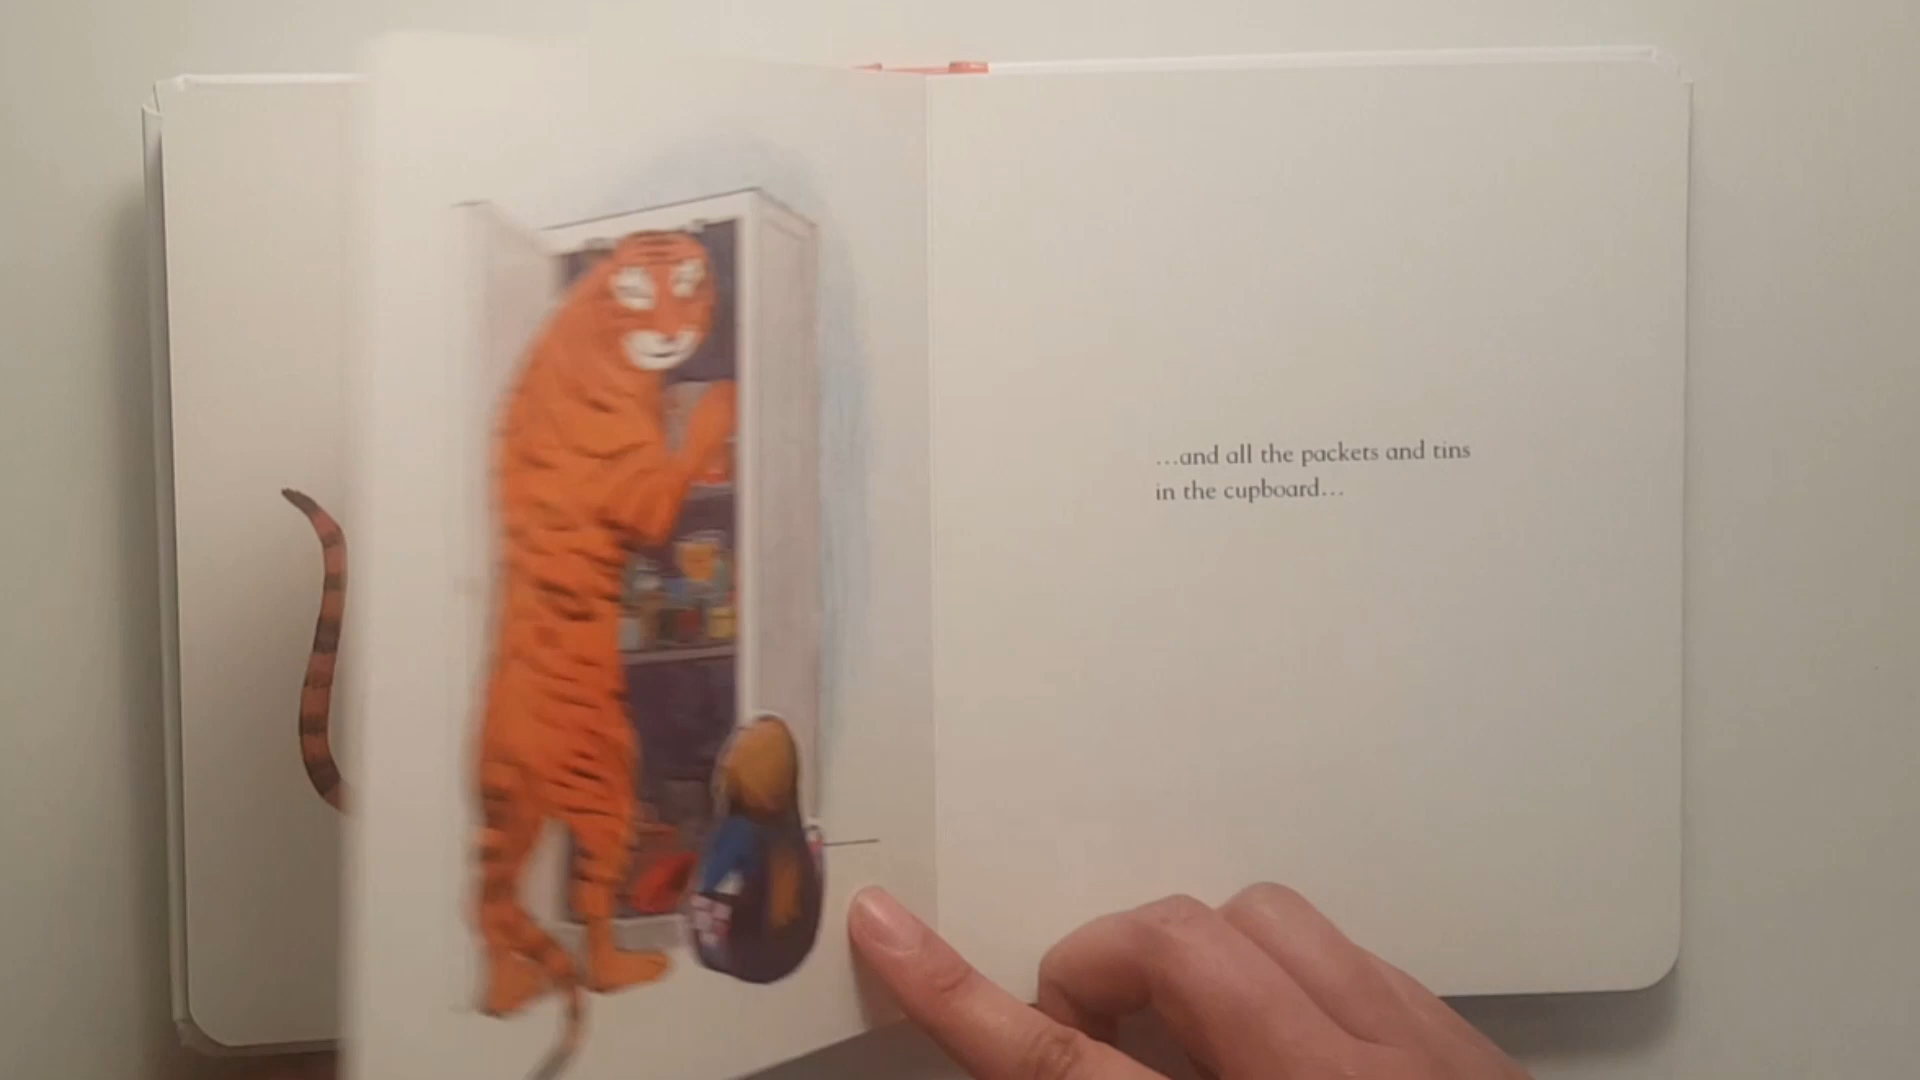 ...and all the packets and tins
in the cupboard...